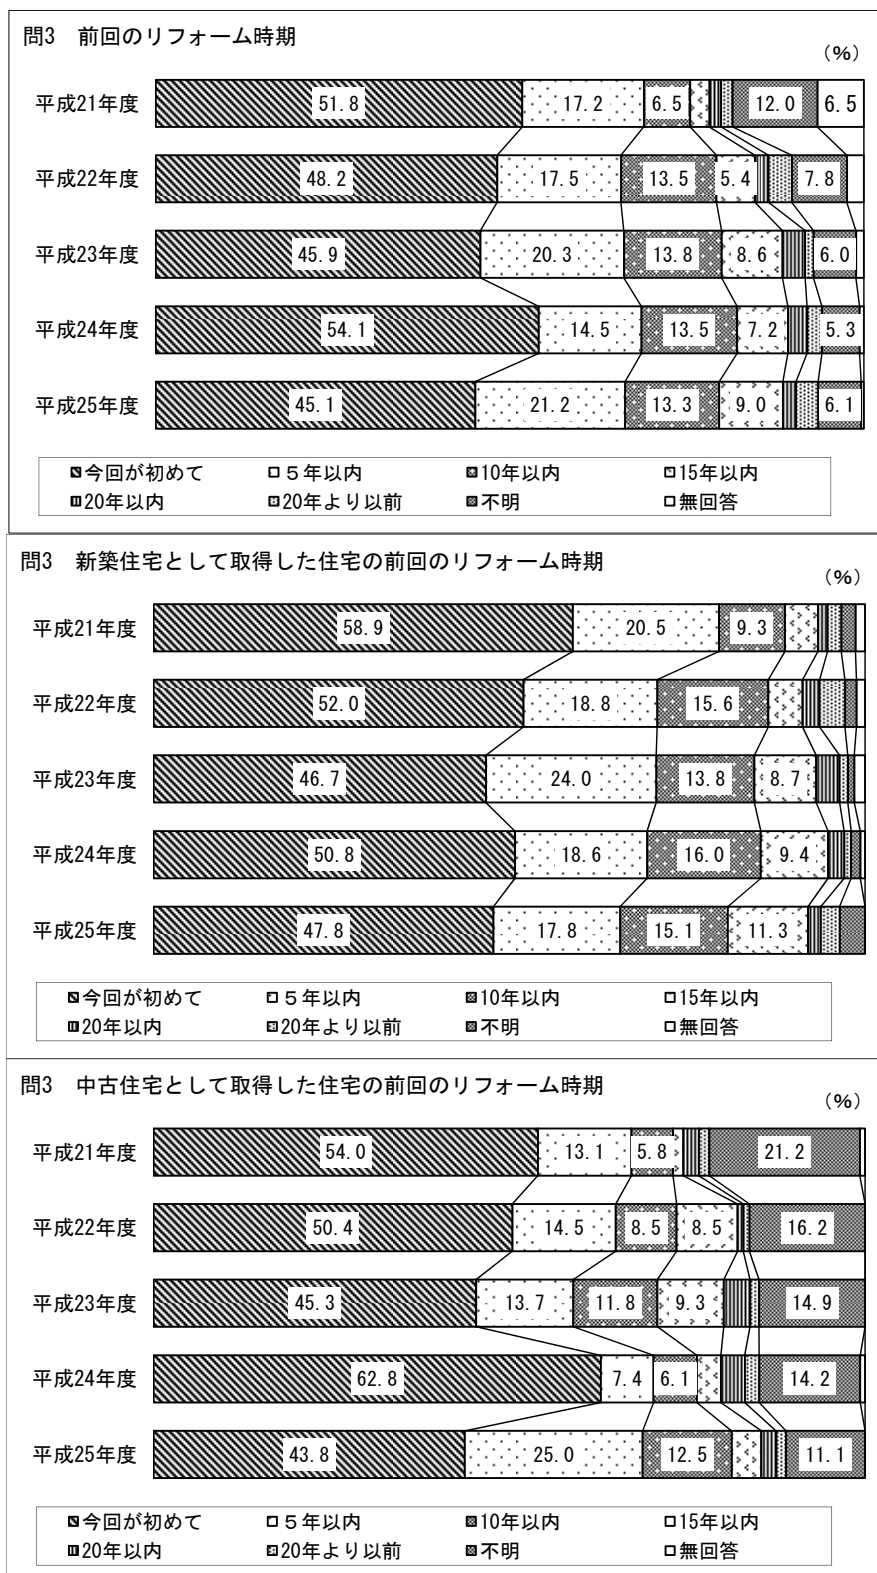 問3　前回のリフォーム時期
（%）
平成21年度 51.8 17.2 6.5 12.0 6.5
平成22年度 48.2 17.5 13.5 5.4 7.8
平成23年度 45.9 20.3 13.8 8.6 6.0
平成24年度 54.1 14.5 13.5 7.2 5.3
平成25年度 45.1 21.2 13.3 9.0 6.1
今回が初めて ５年以内 10年以内 15年以内
20年以内 20年より以前 不明 無回答
問3　新築住宅として取得した住宅の前回のリフォーム時期
（%）
平成21年度 58.9 20.5 9.3
平成22年度 52.0 18.8 15.6
平成23年度 46.7 24.0 13.8 8.7
平成24年度 50.8 18.6 16.0 9.4
平成25年度 47.8 17.8 15.1 11.3
今回が初めて ５年以内 10年以内 15年以内
20年以内 20年より以前 不明 無回答
問3　中古住宅として取得した住宅の前回のリフォーム時期
（%）
平成21年度 54.0 13.1 5.8 21.2
平成22年度 50.4 14.5 8.5 8.5 16.2
平成23年度 45.3 13.7 11.8 9.3 14.9
平成24年度 62.8 7.4 6.1 14.2
平成25年度 43.8 25.0 12.5 11.1
今回が初めて ５年以内 10年以内 15年以内
20年以内 20年より以前 不明 無回答